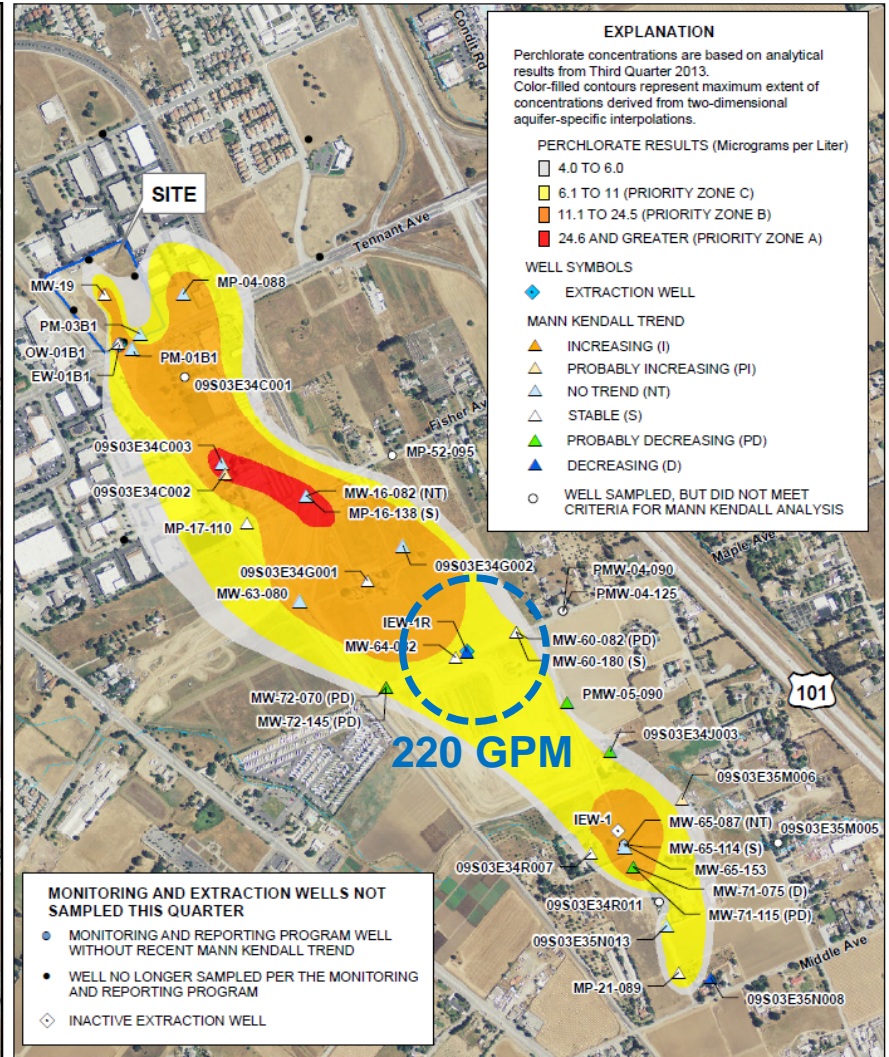 Condit Rd
EXPLANATION
Perchlorate concentrations are based on analytical
results from Third Quarter 2013.
Color-filled contours represent maximum extent of
concentrations derived from two-dimensional
aquifer-specific interpolations.
PERCHLORATE RESULTS (Micrograms per Liter)
4.0 TO 6.0
6.1 TO 11 (PRIORITY ZONE C)
11.1 TO 24.5 (PRIORITY ZONE B)
24.6 AND GREATER (PRIORITY ZONE A)
WELL SYMBOLS
EXTRACTION WELL
MANN KENDALL TREND
INCREASING (I)
PROBABLY INCREASING (PI)
NO TREND (NT)
STABLE (S)
PROBABLY DECREASING (PD)
DECREASING (D)
WELL SAMPLED, BUT DID NOT MEET
CRITERIA FOR MANN KENDALL ANALYSIS
SITE
Tennant Ave
MW-19
MP-04-088
PM-03B1
OW-01B1
PM-01B1
EW-01B1
09S03E34C001
Fisher Av
09S03E34C003
MP-52-095
09S03E34C002
MW-16-082 (NT)
MP-16-138 (S)
MP-17-110
09S03E34G002
Maple Ave
09S03E34G001
PMW-04-090
MW-63-080
PMW-04-125
IEW-1R
MW-60-082 (PD)
MW-64-082
MW-60-180 (S)
MW-72-070 (PD)
101
PMW-05-090
MW-72-145 (PD)
220 GPM
09S03E34J003
09S03E35M006
IEW-1
MW-65-087 (NT)
09S03E35M005
MW-65-114 (S)
09S03E34R007
MW-65-153
MW-71-075 (D)
09S03E34R011
MW-71-115 (PD)
09S03E35N013
Middle Ave
MP-21-089
09S03E35N008
MONITORING AND EXTRACTION WELLS NOT
SAMPLED THIS QUARTER
MONITORING AND REPORTING PROGRAM WELL
WITHOUT RECENT MANN KENDALL TREND
WELL NO LONGER SAMPLED PER THE MONITORING
AND REPORTING PROGRAM
INACTIVE EXTRACTION WELL